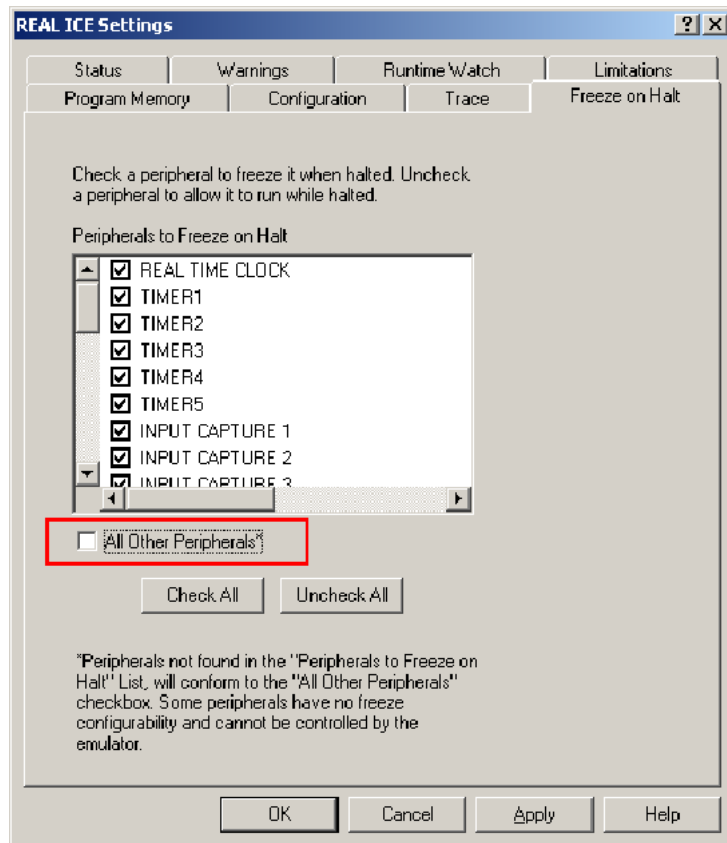 REAL ICE Settings
Status
Warnings
Runtime Watch
Limitations
Program Memory
Configuration
Trace
Freeze on Halt
Check a peripheral to freeze it when halted. Uncheck
a peripheral to allow it to run while halted.
Peripherals to Freeze on Halt
REAL TIME CLOCK
TIMER1
TIMER2
TIMER3
TIMER4
TIMER5
INPUT CAPTURE 1
INPUT CAPTURE 2
INPUT CAPTURE 3
All Other Peripherals*
Check All
Uncheck All
*Peripherals not found in the "Peripherals to Freeze on
Halt" List, will conform to the "All Other Peripherals"
checkbox. Some peripherals have no freeze
configurability and cannot be controlled by the
emulator.
OK
Cancel
Apply
Help